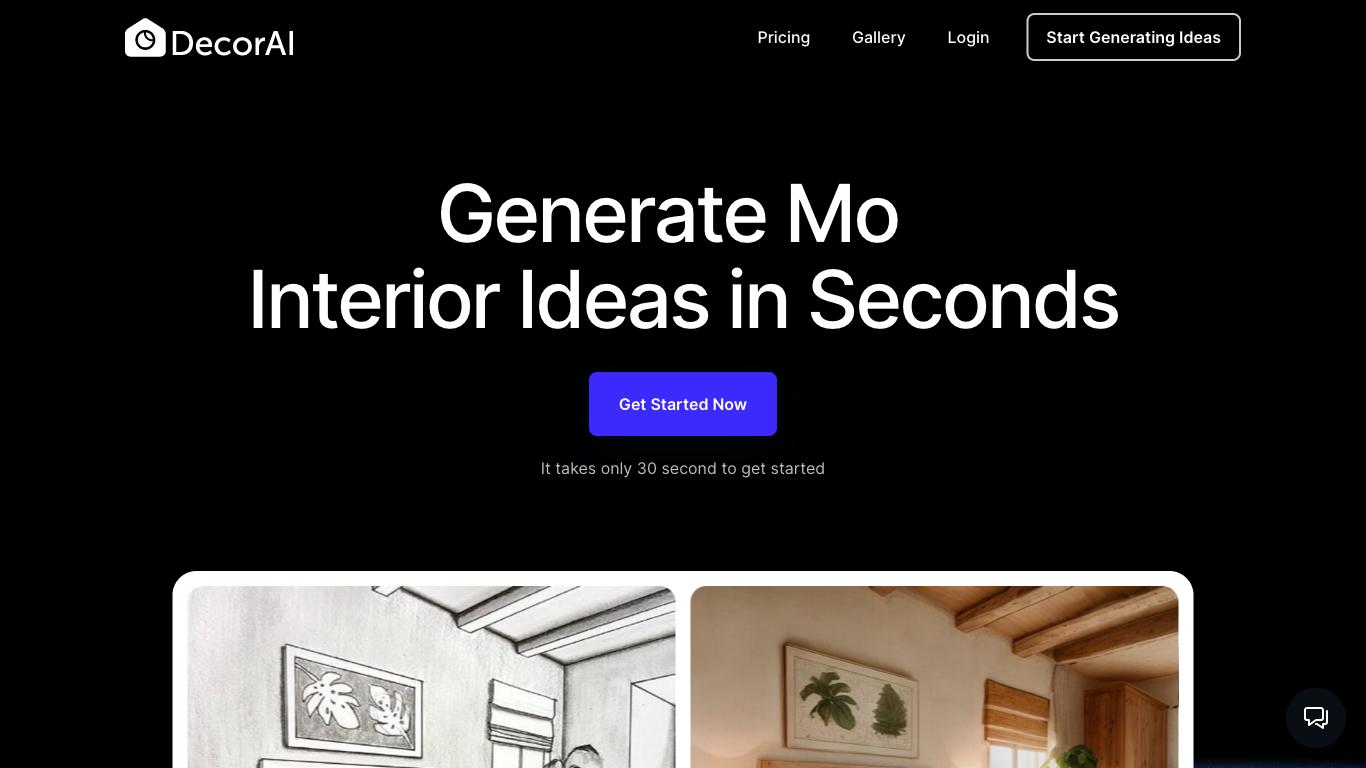 DecorAI
Pricing
Gallery
Login
Start Generating Ideas
Generate Mo
Interior Ideas in Seconds
Get Started Now
It takes only 30 second to get started